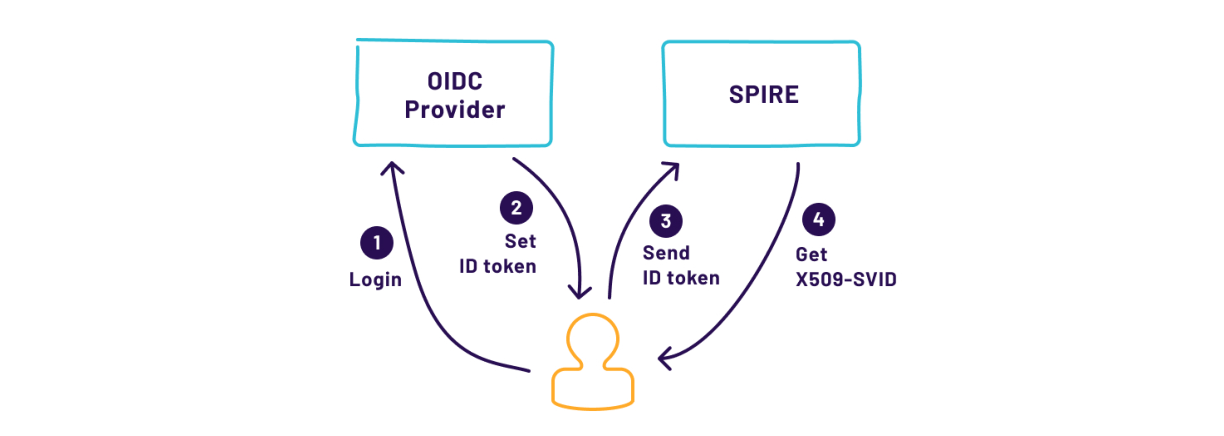 OIDC
Provider
SPIRE
1
Login
2
Set
ID token
3
Send
ID token
4
Get
X509-SVID